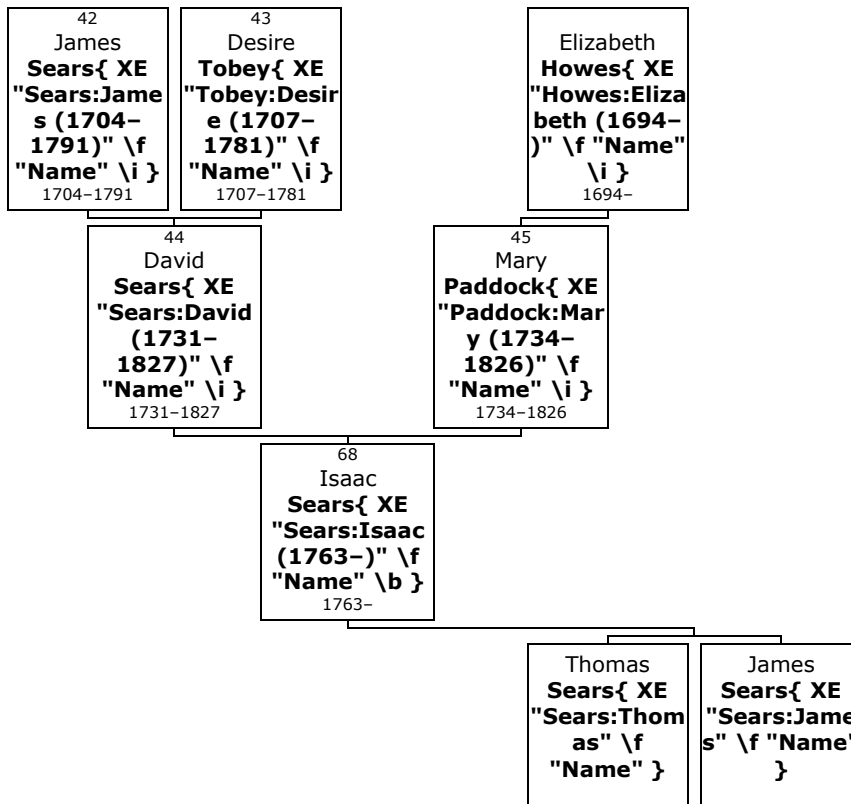 42
James
Sears{ XE
"Sears:Jame
s (1704–
1791)" \f
"Name" \i }
1704–1791
43
Desire
Tobey{ XE
"Tobey:Desir
e (1707–
1781)" \f
"Name" \i }
1707–1781
Elizabeth
Howes{ XE
"Howes:Eliza
beth (1694–
)" \f "Name"
\i }
1694–
44
David
Sears{ XE
"Sears:David
(1731–
1827)" \f
"Name" \i }
1731–1827
45
Mary
Paddock{ XE
"Paddock:Mar
y (1734–
1826)" \f
"Name" \i }
1734–1826
68
Isaac
Sears{ XE
"Sears:Isaac
(1763–)" \f
"Name" \b }
1763–
Thomas
Sears{ XE
"Sears:Thom
as" \f
"Name" }
James
Sears{ XE
"Sears:Jame
s" \f "Name"
}